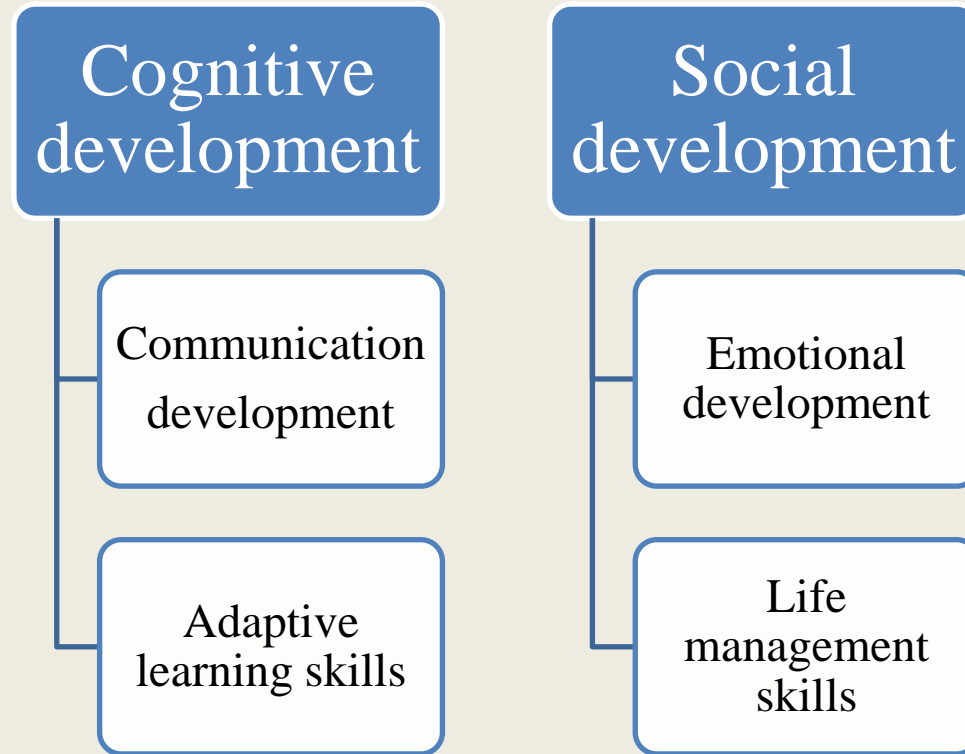 Cognitive
development
Communication
development
Adaptive
learning skills
Social
development
Emotional
development
Life
management
skills